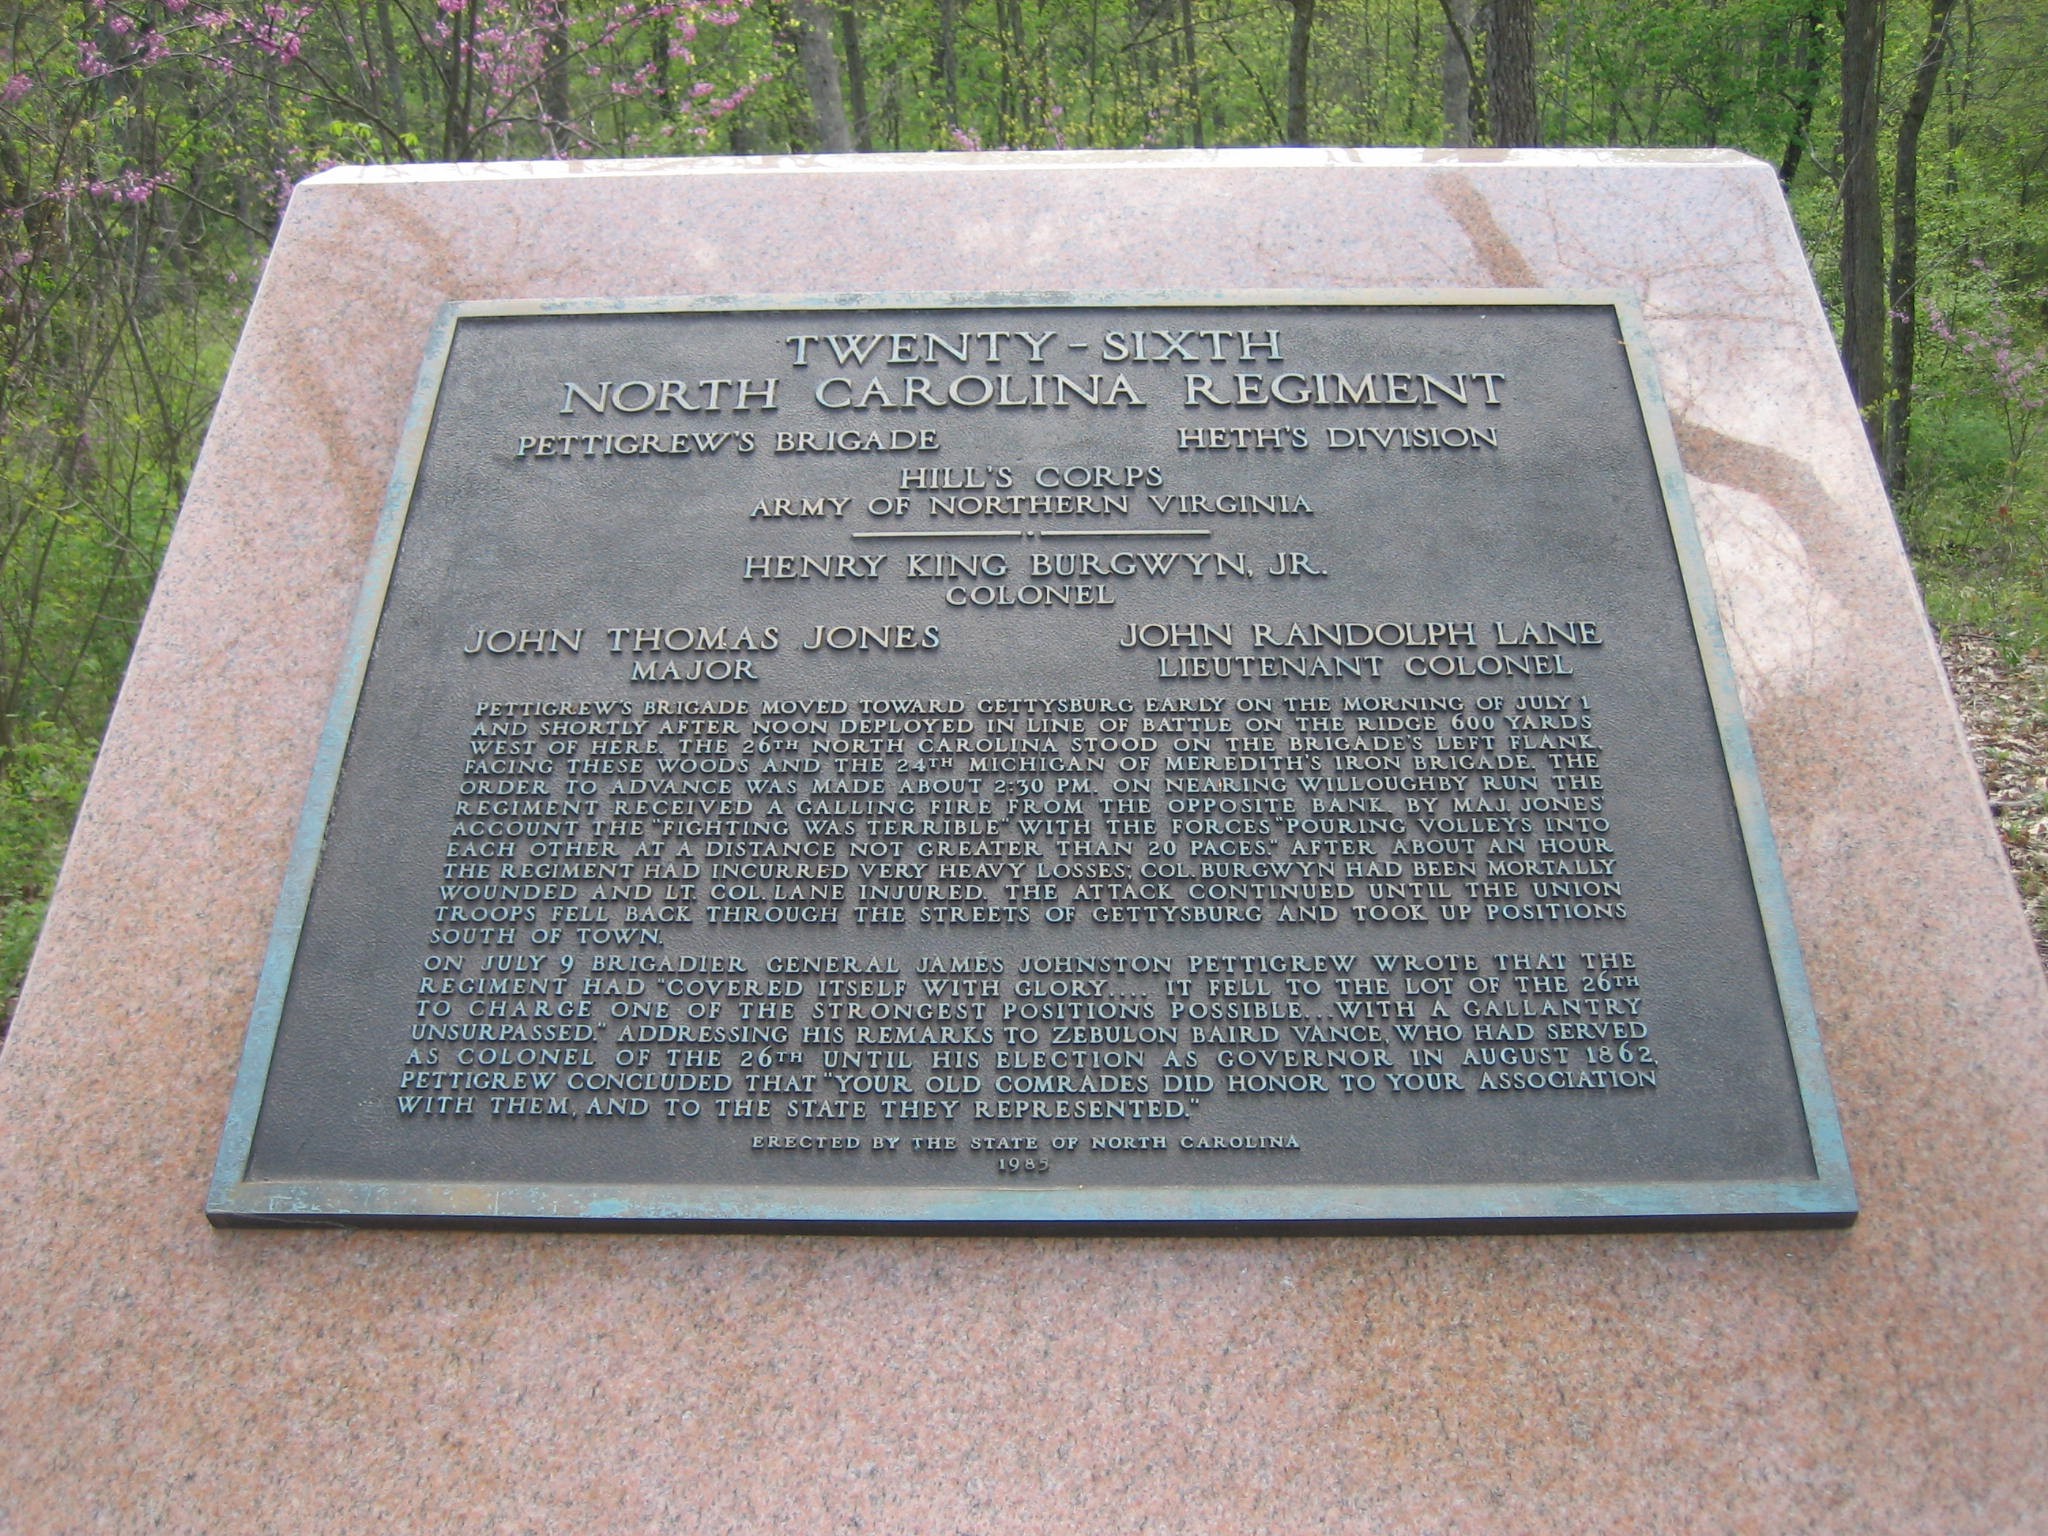 TWENTY-SIXTH
NORTH CAROLINA REGIMENT
PETTIGREW'S BRIGADE HETH'S DIVISION
HILL'S CORPS
ARMY OF NORTHERN VIRGINIA
HENRY KING BURGWYN, JR.
COLONEL
JOHN THOMAS JONES JOHN RANDOLPH LANE
MAJOR LIEUTENANT COLONEL
PETTIGREW'S BRIGADE MOVED TOWARD GETTYSBURG EARLY ON THE MORNING OF JULY 1
AND SHORTLY AFTER NOON DEPLOYED IN LINE OF BATTLE ON THE RIDGE 600 YARDS
WEST OF HERE. THE 26TH NORTH CAROLINA STOOD ON THE BRIGADE'S LEFT FLANK,
FACING THESE WOODS AND THE 24TH MICHIGAN OF MEREDITH'S IRON BRIGADE. THE
ORDER TO ADVANCE WAS MADE ABOUT 2:30 PM. ON NEARING WILLOUGHBY RUN THE
REGIMENT RECEIVED A GALLING FIRE FROM THE OPPOSITE BANK. BY MAJ. JONES'
ACCOUNT THE "FIGHTING WAS TERRIBLE" WITH THE FORCES "POURING VOLLEYS INTO
EACH OTHER AT A DISTANCE NOT GREATER THAN 20 PACES." AFTER ABOUT AN HOUR
THE REGIMENT HAD INCURRED VERY HEAVY LOSSES; COL. BURGWYN HAD BEEN MORTALLY
WOUNDED AND LT. COL. LANE INJURED. THE ATTACK CONTINUED UNTIL THE UNION
TROOPS FELL BACK THROUGH THE STREETS OF GETTYSBURG AND TOOK UP POSITIONS
SOUTH OF TOWN.
ON JULY 9 BRIGADIER GENERAL JAMES JOHNSTON PETTIGREW WROTE THAT THE
REGIMENT HAD "COVERED ITSELF WITH GLORY.... IT FELL TO THE LOT OF THE 26TH
TO CHARGE ONE OF THE STRONGEST POSITIONS POSSIBLE...WITH A GALLANTRY
UNSURPASSED." ADDRESSING HIS REMARKS TO ZEBULON BAIRD VANCE, WHO HAD SERVED
AS COLONEL OF THE 26TH UNTIL HIS ELECTION AS GOVERNOR IN AUGUST 1862,
PETTIGREW CONCLUDED THAT "YOUR OLD COMRADES DID HONOR TO YOUR ASSOCIATION
WITH THEM, AND TO THE STATE THEY REPRESENTED."
ERECTED BY THE STATE OF NORTH CAROLINA
1985